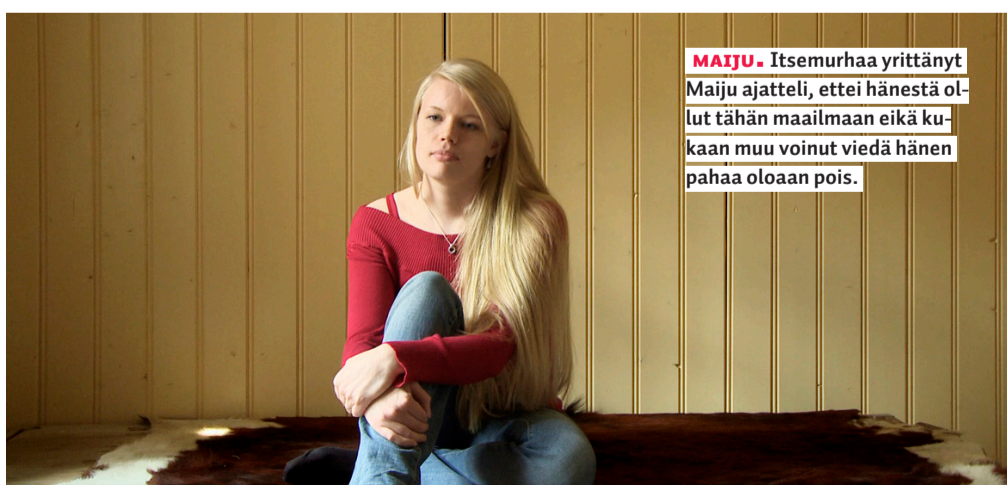 MAIJU. Itsemurhaa yrittänyt
Maiju ajatteli, ettei hänestä ol-
lut tähän maailmaan eikä ku-
kaan muu voinut viedä hänen
pahaa oloaan pois.